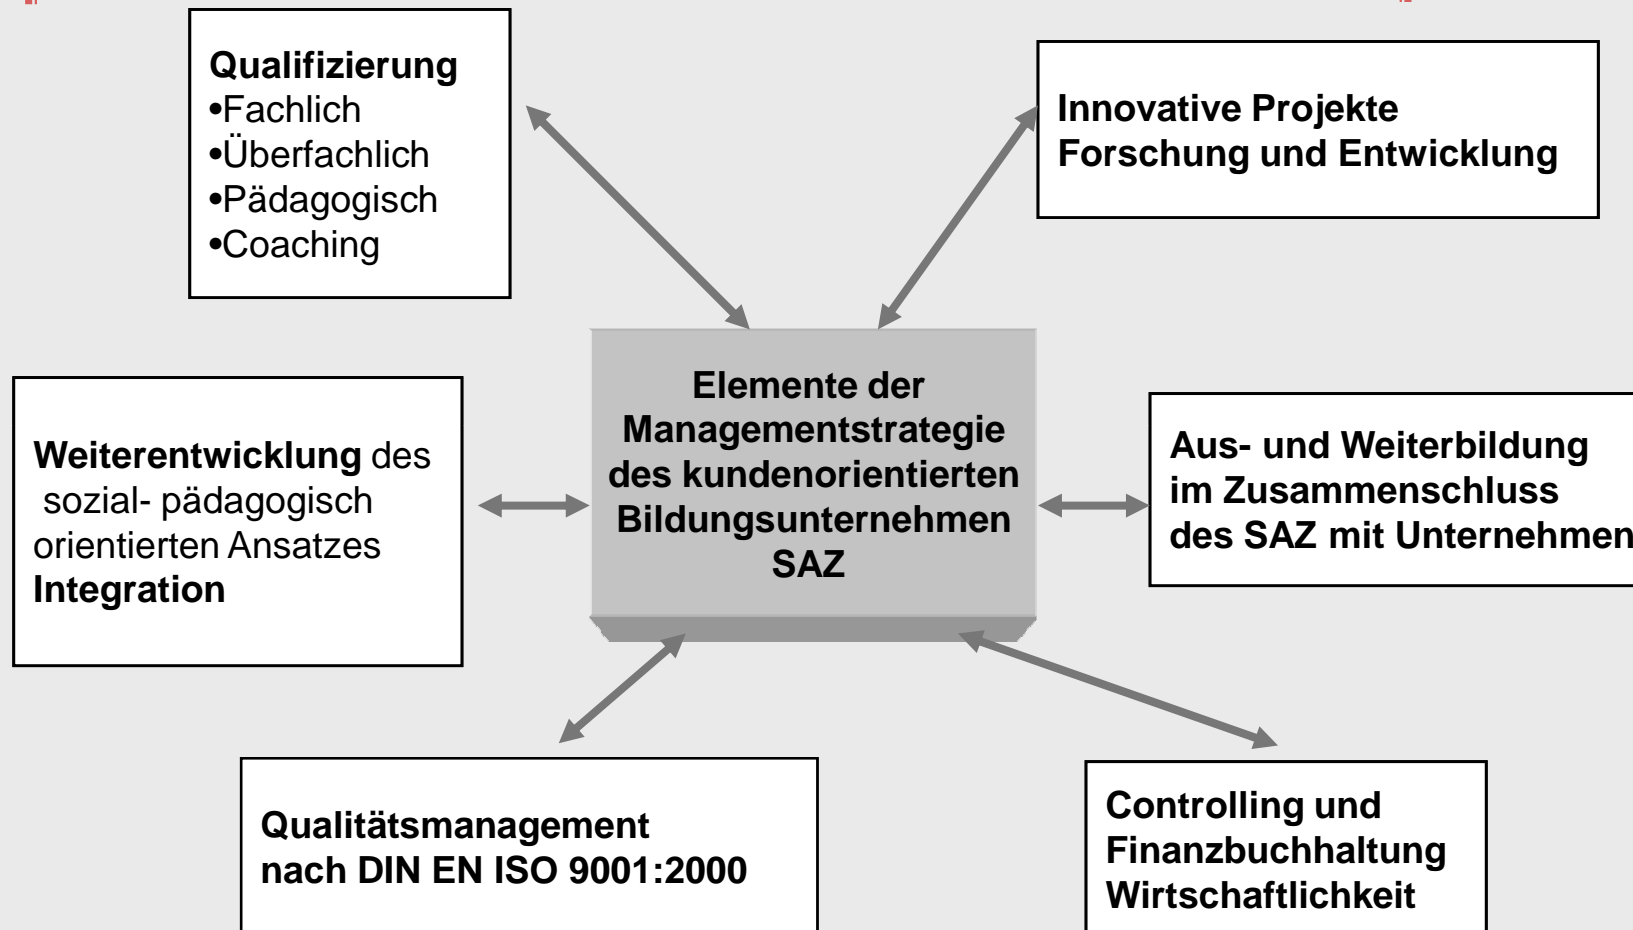 Qualifizierung
•Fachlich
•Überfachlich
•Pädagogisch
•Coaching
Innovative Projekte
Forschung und Entwicklung
Elemente der
Managementstrategie
des kundenorientierten
Bildungsunternehmen
SAZ
Weiterentwicklung des
sozial- pädagogisch
orientierten Ansatzes
Integration
Aus- und Weiterbildung
im Zusammenschluss
des SAZ mit Unternehmen
Qualitätsmanagement
nach DIN EN ISO 9001:2000
Controlling und
Finanzbuchhaltung
Wirtschaftlichkeit